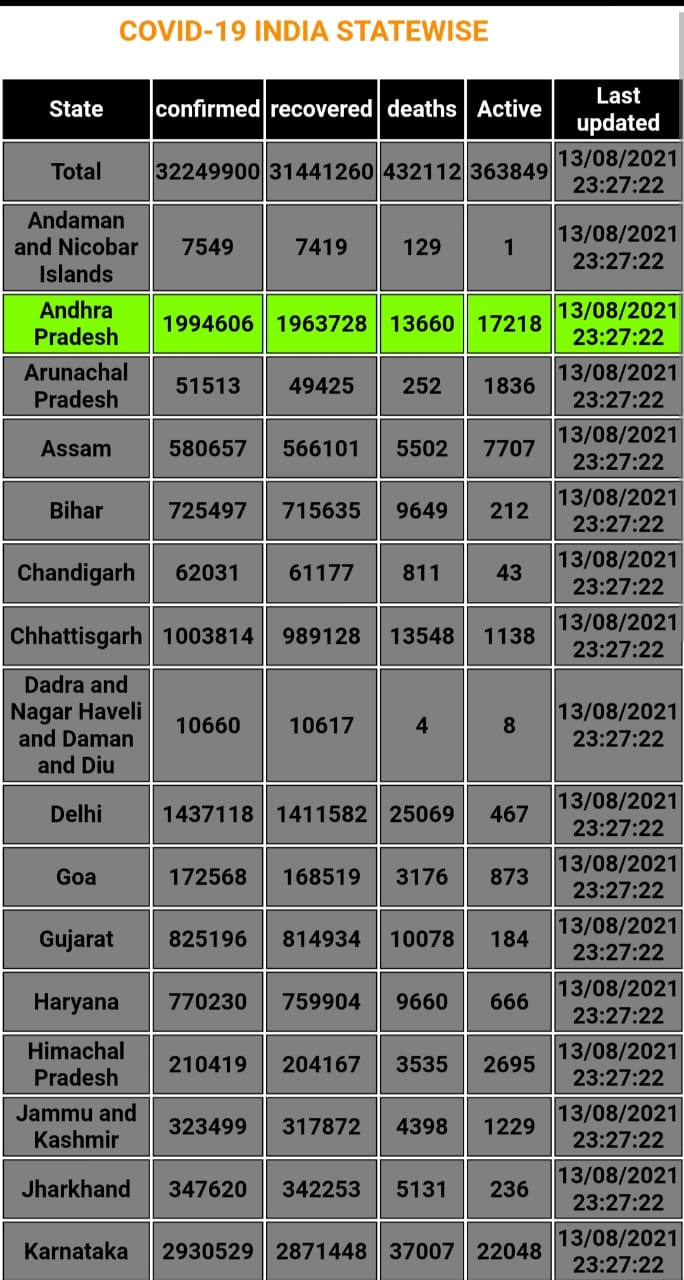 COVID-19 INDIA STATEWISE
State confirmed recovered deaths Active Last updated
Total 32249900 31441260 432112 363849 13/08/2021 23:27:22
Andaman and Nicobar Islands 7549 7419 129 1 13/08/2021 23:27:22
Andhra Pradesh 1994606 1963728 13660 17218 13/08/2021 23:27:22
Arunachal Pradesh 51513 49425 252 1836 13/08/2021 23:27:22
Assam 580657 566101 5502 7707 13/08/2021 23:27:22
Bihar 725497 715635 9649 212 13/08/2021 23:27:22
Chandigarh 62031 61177 811 43 13/08/2021 23:27:22
Chhattisgarh 1003814 989128 13548 1138 13/08/2021 23:27:22
Dadra and Nagar Haveli and Daman and Diu 10660 10617 4 8 13/08/2021 23:27:22
Delhi 1437118 1411582 25069 467 13/08/2021 23:27:22
Goa 172568 168519 3176 873 13/08/2021 23:27:22
Gujarat 825196 814934 10078 184 13/08/2021 23:27:22
Haryana 770230 759904 9660 666 13/08/2021 23:27:22
Himachal Pradesh 210419 204167 3535 2695 13/08/2021 23:27:22
Jammu and Kashmir 323499 317872 4398 1229 13/08/2021 23:27:22
Jharkhand 347620 342253 5131 236 13/08/2021 23:27:22
Karnataka 2930529 2871448 37007 22048 13/08/2021 23:27:22